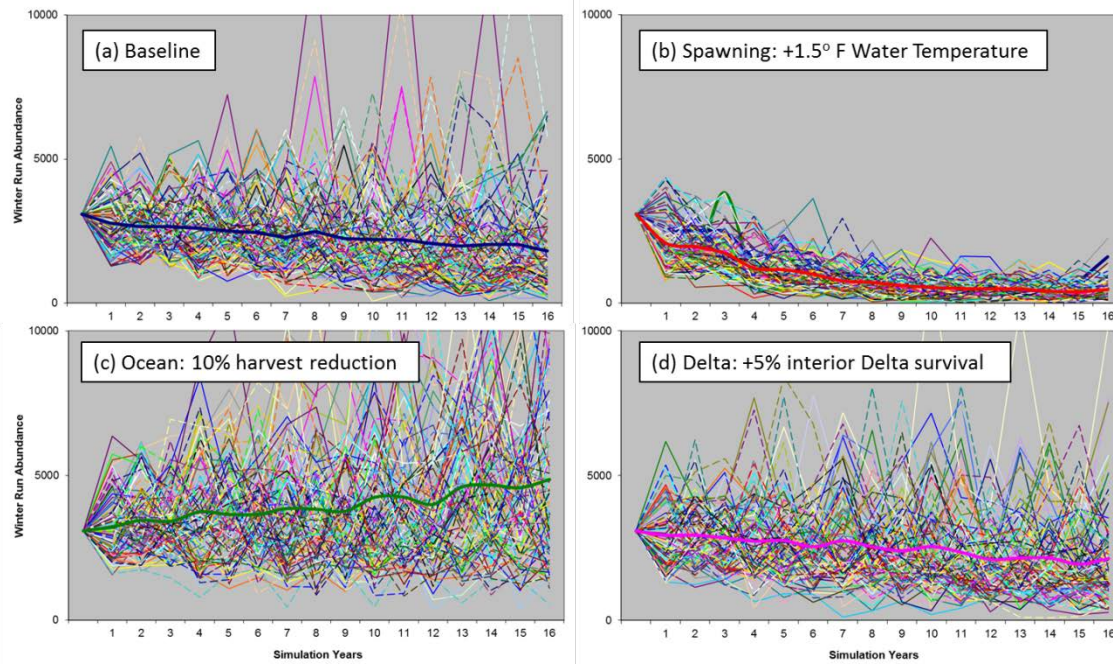 10000
(a) Baseline
Winter Run Abundance
5000
0
1 2 3 4 5 6 7 8 9 10 11 12 13 14 15 16
10000
(b) Spawning: +1.5° F Water Temperature
5000
0
1 2 3 4 5 6 7 8 9 10 11 12 13 14 15 16
10000
(c) Ocean: 10% harvest reduction
Winter Run Abundance
5000
0
1 2 3 4 5 6 7 8 9 10 11 12 13 14 15 16
Simulation Years
10000
(d) Delta: +5% interior Delta survival
5000
0
1 2 3 4 5 6 7 8 9 10 11 12 13 14 15 16
Simulation Years